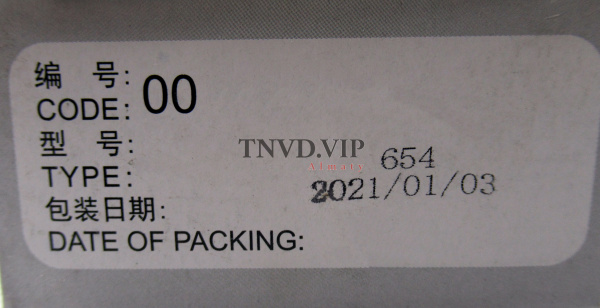 编 号:
CODE: 00
型 号:
TNVD.VIP
Almary
TYPE:
654
2021/01/03
包装日期:
DATE OF PACKING: